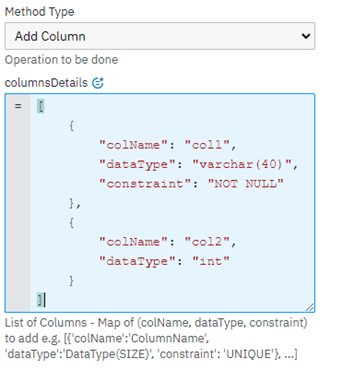 Method Type
Add Column
Operation to be done
columnsDetails
= [
{
"colName": "col1",
"dataType": "varchar(40)",
"constraint": "NOT NULL"
},
{
"colName": "col2",
"dataType": "int"
}
]
List of Columns - Map of (colName, dataType, constraint)
to add e.g. [{'colName':'ColumnName',
'dataType':'DataType(SIZE)', 'constraint': 'UNIQUE'}, ...]